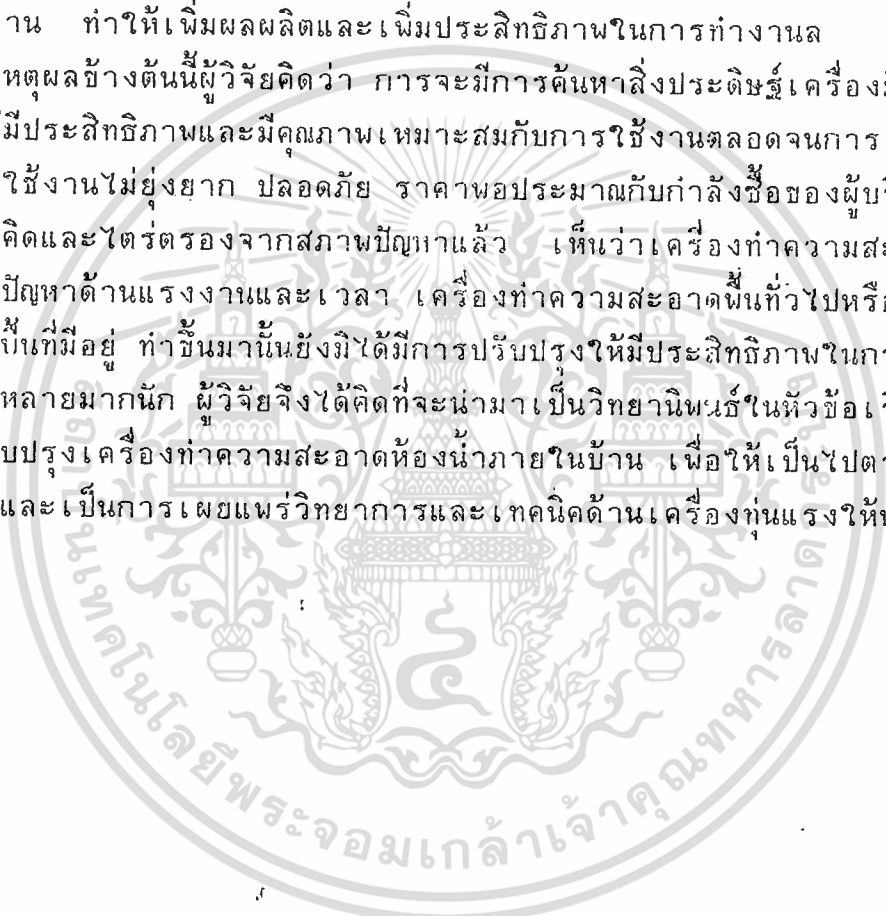 าน ทำให้เพิ่มผลผลิตและเพิ่มประสิทธิภาพในการทำงานล
หตุผลข้างต้นนี้ผู้วิจัยคิดว่า การจะมีการค้นหาสิ่งประดิษฐ์เครื่องมื
มีประสิทธิภาพและมีคุณภาพเหมาะสมกับการใช้งานตลอดจนการ
ใช้งานไม่ยุ่งยาก ปลอดภัย ราคาพอประมาณกับกำลังซื้อของผู้บริ
คิดและไตร่ตรองจากสภาพปัญหาแล้ว เห็นว่าเครื่องทำความสะ
ปัญหาด้านแรงงานและเวลา เครื่องทำความสะอาดพื้นทั่วไปหรือ
บันที่มีอยู่ ทำขึ้นมานั้นยังมิได้มีการปรับปรุงให้มีประสิทธิภาพในกา
หลายมากนัก ผู้วิจัยจึงได้คิดที่จะนำมาเป็นวิทยานิพนธ์ในหัวข้อเรื
บปรุงเครื่องทำความสะอาดห้องน้ำภายในบ้าน เพื่อให้เป็นไปตา
และเป็นการเผยแพร่วิทยาการและเทคนิคด้านเครื่องทุ่นแรงให้
นเทคโนโลยีพระจอมเกล้าเจ้าคุณทหารลาด